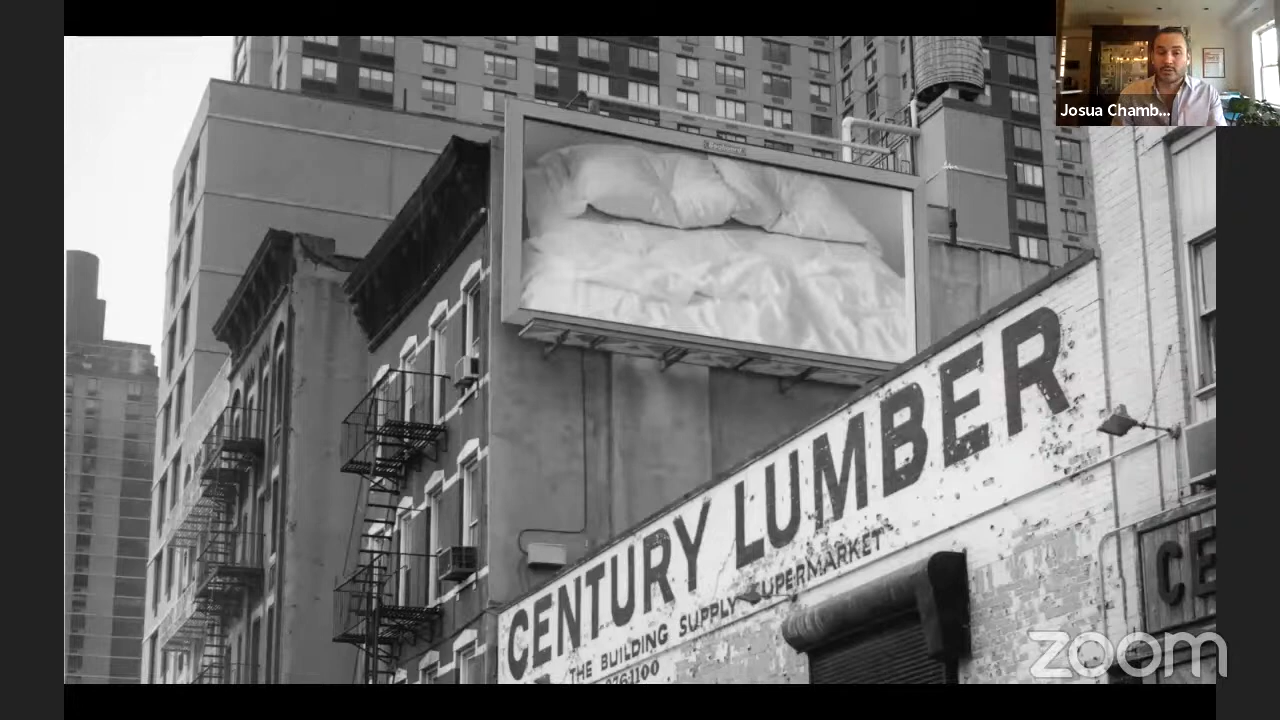 Josua Chamb...
CENTURY LUMBER
THE BUILDING SUPPLY SUPERMARKET
CE
zoom